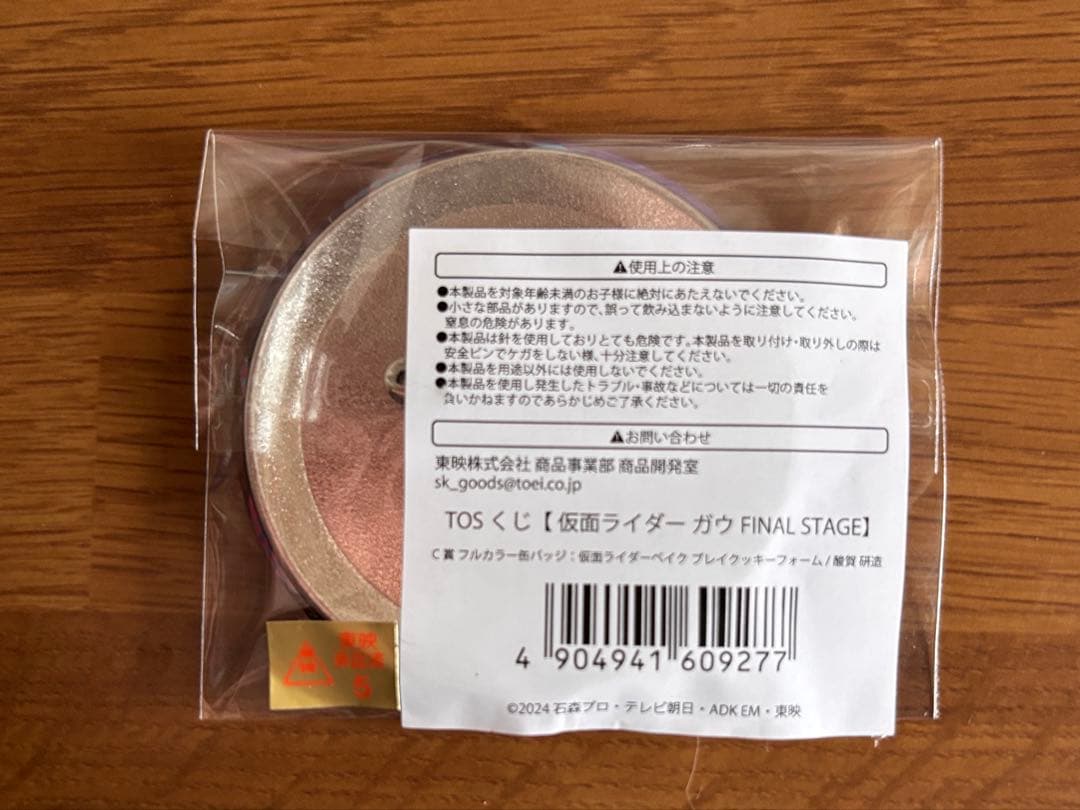 ⚠使用上の注意
●本製品を対象年齢未満のお子様に絶対にあたえないでください。
●小さな部品がありますので、誤って飲み込まないように注意してください。
窒息の危険があります。
●本製品は針を使用しておりとても危険です。本製品を取り付け・取り外しの際は
安全ピンでケガをしない様、十分注意してください。
●本製品を用途以外には使用しないでください。
●本製品を使用し発生したトラブル・事故などについては一切の責任を
負いかねますのであらかじめご了承ください。
⚠お問い合わせ
東映株式会社 商品事業部 商品開発室
sk_goods@toei.co.jp
TOS くじ【 仮面ライダー ガヴ FINAL STAGE】
C 賞 フルカラー缶バッジ：仮面ライダーベイク ブレイクッキーフォーム / 酸賀 研造
4 904941 609277
©2024 石森プロ・テレビ朝日・ADK EM・東映
東映
5